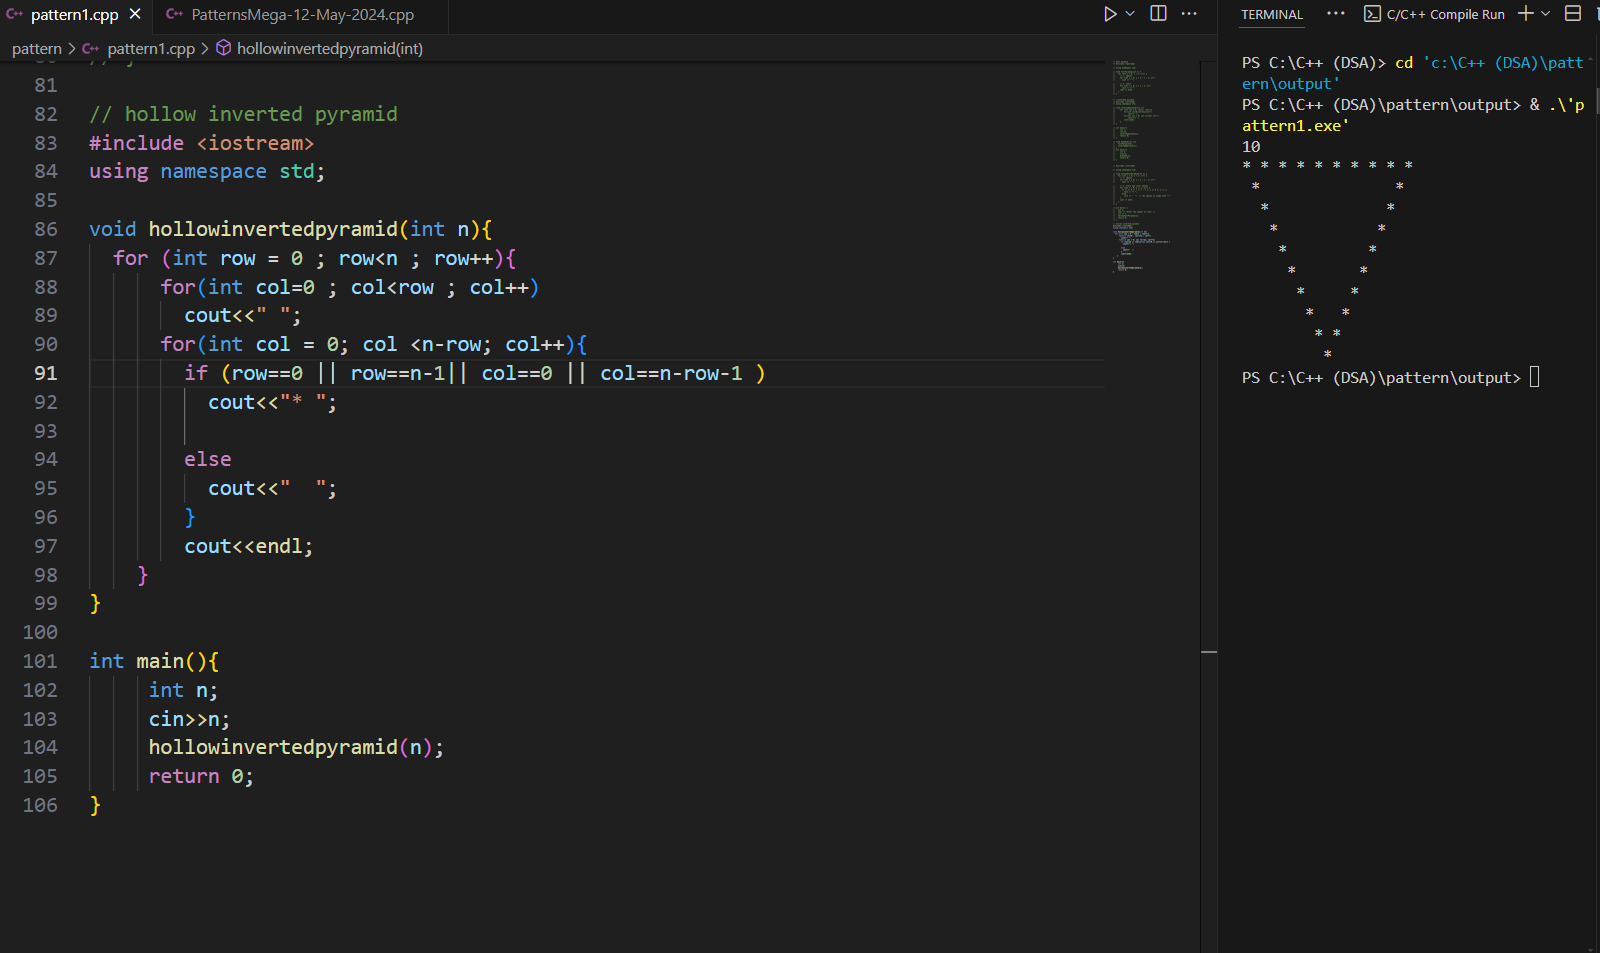 pattern1.cpp PatternsMega-12-May-2024.cpp
pattern > pattern1.cpp > hollowinvertedpyramid(int)
81
82 // hollow inverted pyramid
83 #include <iostream>
84 using namespace std;
85
86 void hollowinvertedpyramid(int n){
87   for (int row = 0 ; row<n ; row++){
88       for(int col=0 ; col<row ; col++)
89         cout<<" ";
90       for(int col = 0; col <n-row; col++){
91         if (row==0 || row==n-1|| col==0 || col==n-row-1 )
92           cout<<"* ";
93
94         else
95           cout<<"  ";
96         }
97         cout<<endl;
98     }
99 }
100
101 int main(){
102      int n;
103      cin>>n;
104      hollowinvertedpyramid(n);
105      return 0;
106 }
TERMINAL ··· C/C++ Compile Run
PS C:\C++ (DSA)> cd 'c:\C++ (DSA)\patt
ern\output'
PS C:\C++ (DSA)\pattern\output> & .\'p
attern1.exe'
10
* * * * * * * * * *
 *               *
  *             *
   *           *
    *         *
     *       *
      *     *
       *   *
        * *
         *
PS C:\C++ (DSA)\pattern\output>